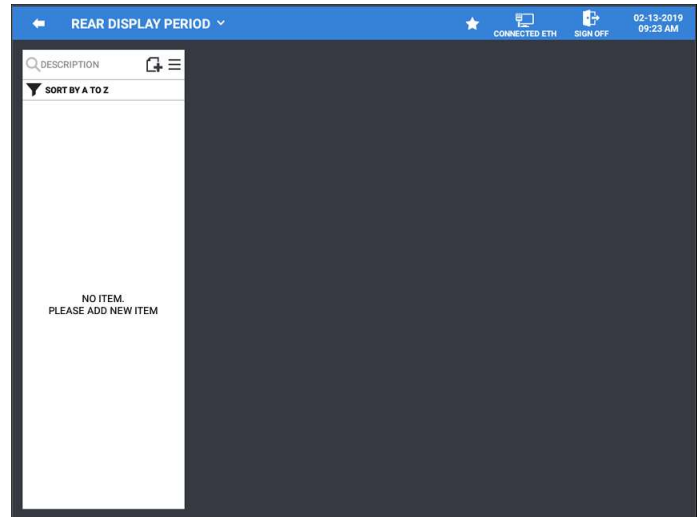 REAR DISPLAY PERIOD
CONNECTED ETH
SIGN OFF
02-13-2019
09:23 AM
DESCRIPTION
SORT BY A TO Z
NO ITEM.
PLEASE ADD NEW ITEM